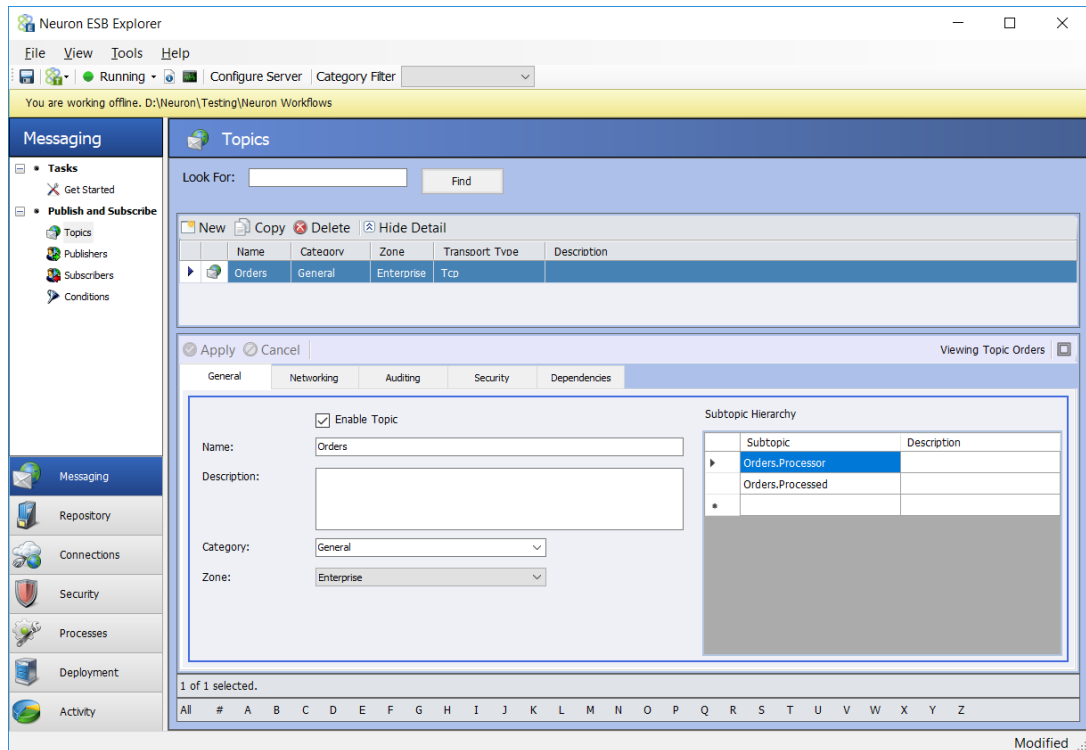 Neuron ESB Explorer
File View Tools Help
Running Configure Server Category Filter
You are working offline. D:\Neuron\Testing\Neuron Workflows
Messaging
Tasks
Get Started
Publish and Subscribe
Topics
Publishers
Subscribers
Conditions
Messaging
Repository
Connections
Security
Processes
Deployment
Activity
Topics
Look For: Find
New Copy Delete Hide Detail
Name Category Zone Transport Type Description
Orders General Enterprise Tcp
Apply Cancel Viewing Topic Orders
General Networking Auditing Security Dependencies
Enable Topic
Name: Orders
Description:
Category: General
Zone: Enterprise
Subtopic Hierarchy
Subtopic Description
Orders.Processor
Orders.Processed
1 of 1 selected.
All # A B C D E F G H I J K L M N O P Q R S T U V W X Y Z
Modified